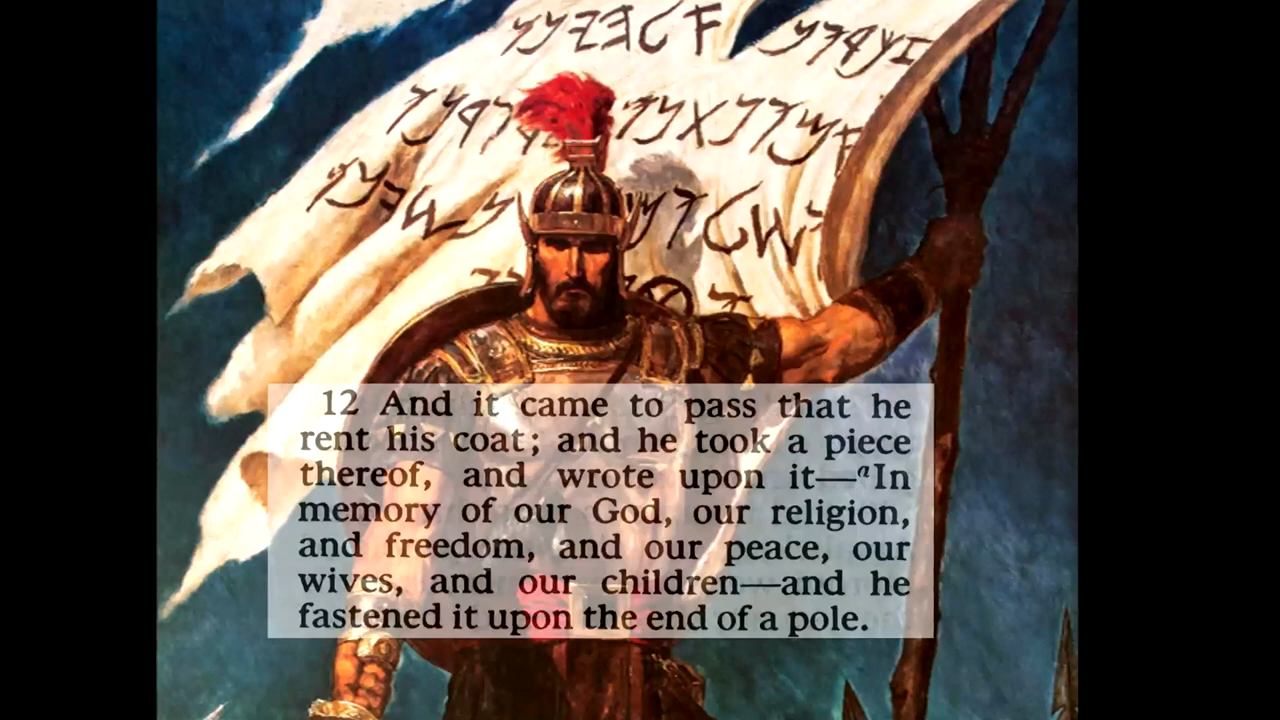 12 And it came to pass that he
rent his coat; and he took a piece
thereof, and wrote upon it—ᵃIn
memory of our God, our religion,
and freedom, and our peace, our
wives, and our children—and he
fastened it upon the end of a pole.